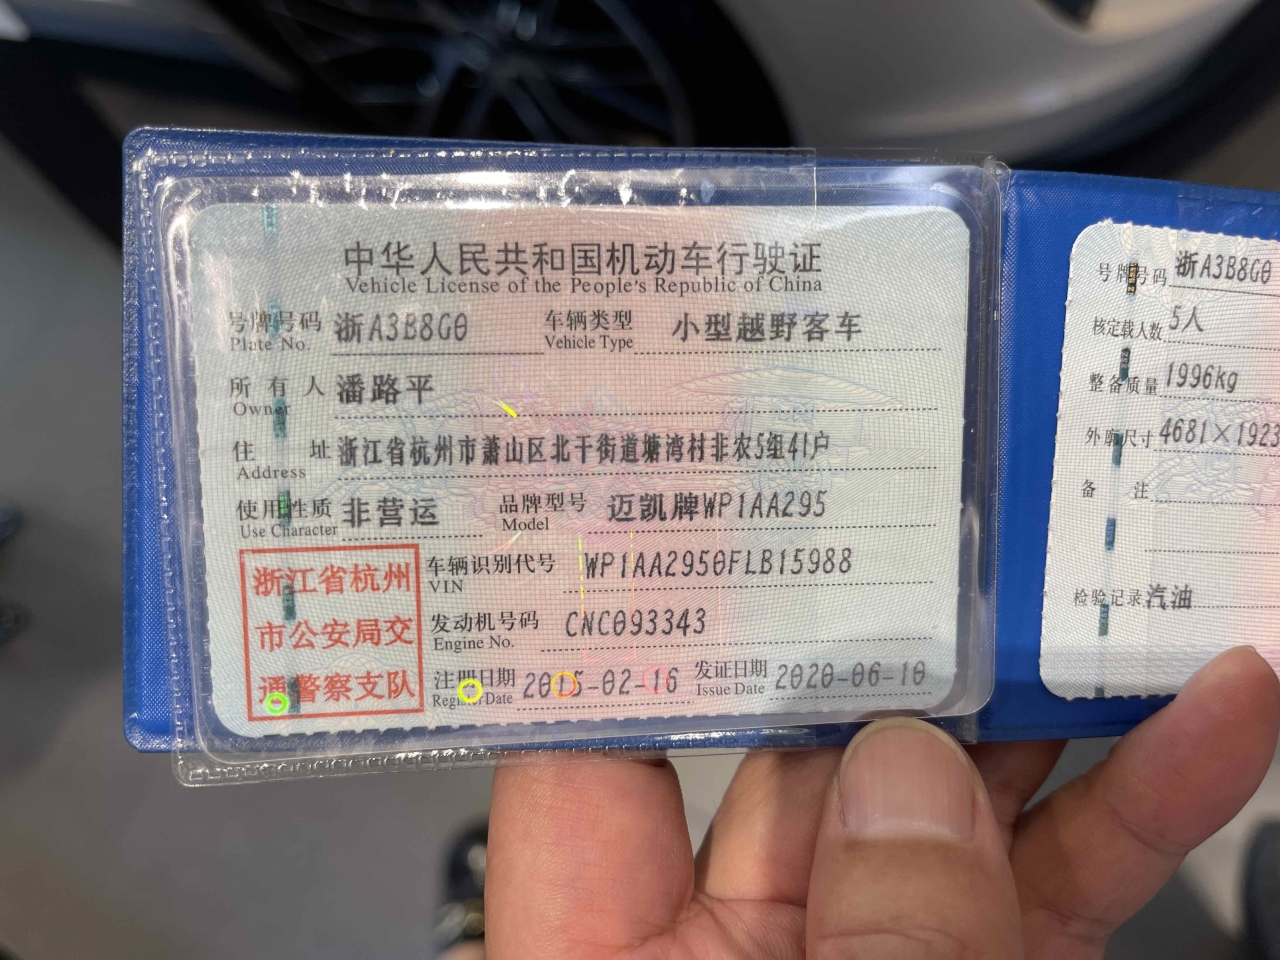 中华人民共和国机动车行驶证
Vehicle License of the People's Republic of China
号牌号码 浙A3B8G0 车辆类型 小型越野客车
Plate No. Vehicle Type
所有人 潘路平
Owner
住址 浙江省杭州市萧山区北干街道塘湾村非农5组41户
Address
使用性质 非营运 品牌型号 迈凯牌WP1AA295
Use Character Model
浙江省杭州市公安局交通警察支队
车辆识别代号 WP1AA2950FLB15988
VIN
发动机号码 CNC093343
Engine No.
注册日期 2015-02-16 发证日期 2020-06-10
Register Date Issue Date
号牌号码 浙A3B8G0
核定载人数 5人
整备质量 1996kg
外廓尺寸 4681×1923
备注
检验记录 汽油